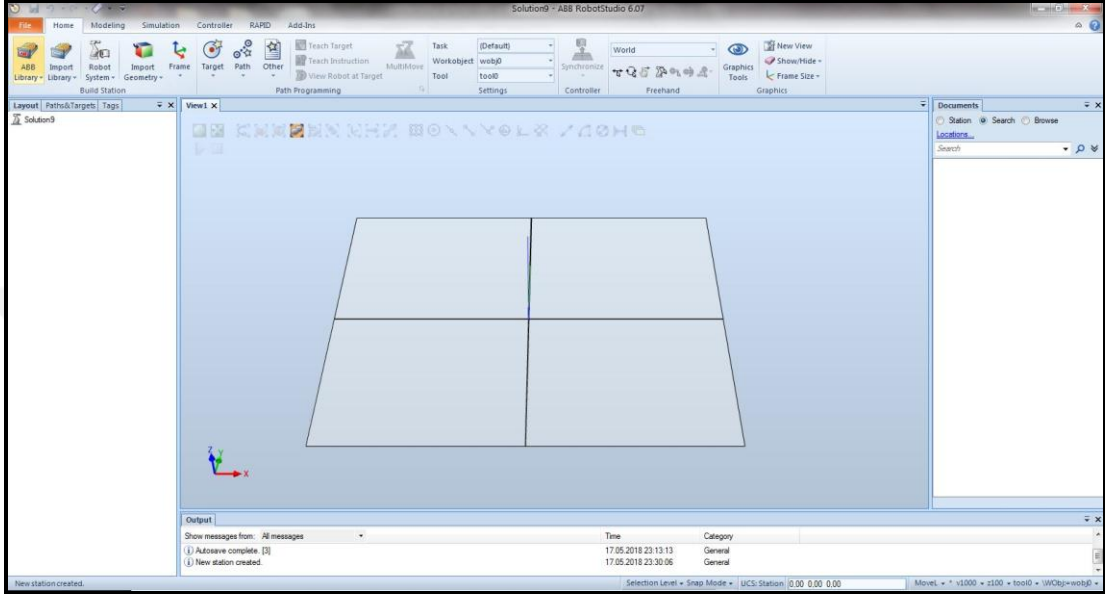 Solution9 - ABB RobotStudio 6.07
File Home Modeling Simulation Controller RAPID Add-Ins
ABB Library
Import Library
Robot System
Import Geometry
Frame
Target
Path
Other
Build Station
Teach Target
Teach Instruction
View Robot at Target
MultiMove
Path Programming
Task (Default)
Workobject wobj0
Tool tool0
Settings
Synchronize
Controller
World
Freehand
Graphics Tools
New View
Show/Hide
Frame Size
Graphics
Layout Paths&Targets Tags
Solution9
View1
Z
Y
X
Documents
Station Search Browse
Locations...
Search
Output
Show messages from: All messages Time Category
Autosave complete. [3] 17.05.2018 23:13:13 General
New station created. 17.05.2018 23:30:06 General
New station created. Selection Level Snap Mode UCS: Station 0.00 0.00 0.00 MoveL * v1000 z100 tool0 \WObj:=wobj0